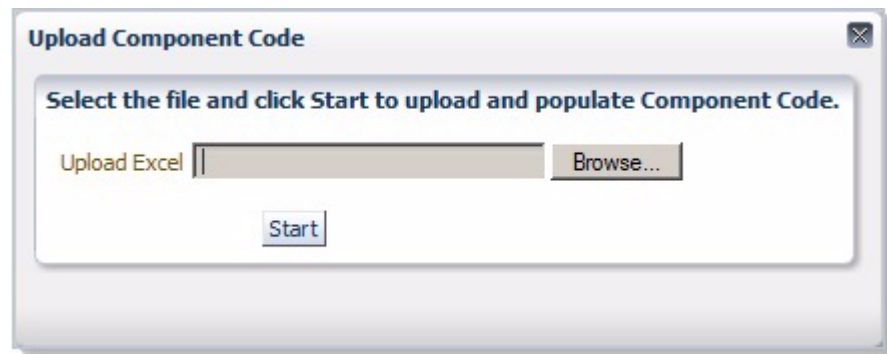 Upload Component Code
Select the file and click Start to upload and populate Component Code.
Upload Excel Browse...
Start